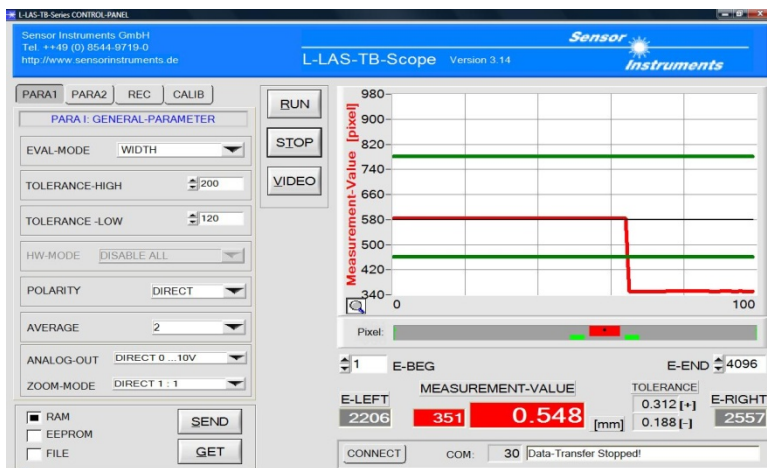 L-LAS-TB-Series CONTROL-PANEL
Sensor Instruments GmbH
Tel. ++49 (0) 8544-9719-0
http://www.sensorinstruments.de
L-LAS-TB-Scope Version 3.14
Sensor
Instruments
PARA1 PARA2 REC CALIB
PARA I: GENERAL-PARAMETER
EVAL-MODE WIDTH
TOLERANCE-HIGH 200
TOLERANCE -LOW 120
HW-MODE DISABLE ALL
POLARITY DIRECT
AVERAGE 2
ANALOG-OUT DIRECT 0 ...10V
ZOOM-MODE DIRECT 1 : 1
RAM
EEPROM
FILE
SEND
GET
RUN
STOP
VIDEO
Measurement-Value [pixel]
980
900
820
740
660
580
500
420
340
0 100
Pixel:
1 E-BEG E-END 4096
MEASUREMENT-VALUE TOLERANCE
E-LEFT E-RIGHT
2206 351 0.548 [mm] 0.312 [+] 2557
0.188 [-]
CONNECT COM: 30 Data-Transfer Stopped!